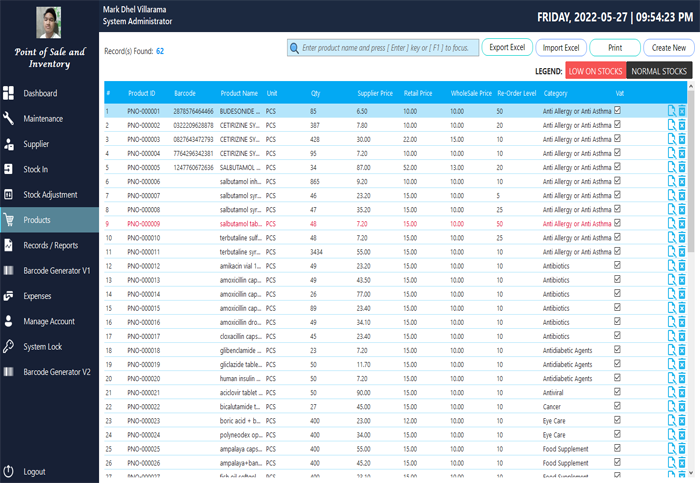 Mark Dhel Villarama
System Administrator
FRIDAY, 2022-05-27 | 09:54:23 PM
Point of Sale and
Inventory
Dashboard
Maintenance
Supplier
Stock In
Stock Adjustment
Products
Records / Reports
Barcode Generator V1
Expenses
Manage Account
System Lock
Barcode Generator V2
Logout
Record(s) Found: 62
Enter product name and press [ Enter ] key or [ F1 ] to focus.
Export Excel
Import Excel
Print
Create New
LEGEND: LOW ON STOCKS NORMAL STOCKS
# Product ID Barcode Product Name Unit Qty Supplier Price Retail Price WholeSale Price Re-Order Level Category Vat
1 PNO-000001 2878576464466 BUDESONIDE ... PCS 85 6.50 10.00 10.00 50 Anti Allergy or Anti Asthma
2 PNO-000002 0322209628878 CETIRIZINE SY... PCS 387 7.80 10.00 10.00 20 Anti Allergy or Anti Asthma
3 PNO-000003 0827643472793 CETIRIZINE SY... PCS 428 30.00 22.00 15.00 10 Anti Allergy or Anti Asthma
4 PNO-000004 7764296342381 CETIRIZINE SY... PCS 95 7.20 10.00 10.00 10 Anti Allergy or Anti Asthma
5 PNO-000005 1247760672636 SALBUTAMOL ... PCS 34 87.00 52.00 13.00 20 Anti Allergy or Anti Asthma
6 PNO-000006 salbutamol inh... PCS 865 9.20 10.00 10.00 10 Anti Allergy or Anti Asthma
7 PNO-000007 salbutamol syr... PCS 46 23.20 15.00 10.00 5 Anti Allergy or Anti Asthma
8 PNO-000008 salbutamol syr... PCS 47 35.20 15.00 10.00 25 Anti Allergy or Anti Asthma
9 PNO-000009 salbutamol tab... PCS 48 7.20 15.00 10.00 50 Anti Allergy or Anti Asthma
10 PNO-000010 terbutaline sulf... PCS 48 7.20 15.00 10.00 25 Anti Allergy or Anti Asthma
11 PNO-000011 terbutaline syr... PCS 3434 55.00 15.00 10.00 10 Anti Allergy or Anti Asthma
12 PNO-000012 amikacin vial 1... PCS 49 23.20 15.00 10.00 10 Antibiotics
13 PNO-000013 amoxicillin cap... PCS 49 43.50 15.00 10.00 10 Antibiotics
14 PNO-000014 amoxicillin cap... PCS 26 77.00 15.00 10.00 10 Antibiotics
15 PNO-000015 amoxicillin cap... PCS 89 23.40 15.00 10.00 10 Antibiotics
16 PNO-000016 amoxicillin dro... PCS 49 34.10 15.00 10.00 10 Antibiotics
17 PNO-000017 cloxacillin caps... PCS 45 23.40 15.00 10.00 10 Antibiotics
18 PNO-000018 glibenclamide ... PCS 23 7.20 15.00 10.00 10 Antidiabetic Agents
19 PNO-000019 gliclazide table... PCS 50 11.70 15.00 10.00 10 Antidiabetic Agents
20 PNO-000020 human insulin ... PCS 50 7.20 15.00 10.00 10 Antidiabetic Agents
21 PNO-000021 aciclovir tablet ... PCS 50 90.00 15.00 10.00 10 Antiviral
22 PNO-000022 bicalutamide t... PCS 27 45.00 15.00 10.00 10 Cancer
23 PNO-000023 boric acid + b... PCS 400 23.00 12.00 10.00 10 Eye Care
24 PNO-000024 polyneodex op... PCS 400 34.00 15.00 10.00 10 Eye Care
25 PNO-000025 ampalaya caps... PCS 400 55.00 15.00 10.00 10 Food Supplement
26 PNO-000026 ampalaya+ban... PCS 400 45.20 15.00 10.00 10 Food Supplement
27 PNO-000027 fish oil softgel... PCS 400 23.10 15.00 10.00 10 Food Supplement